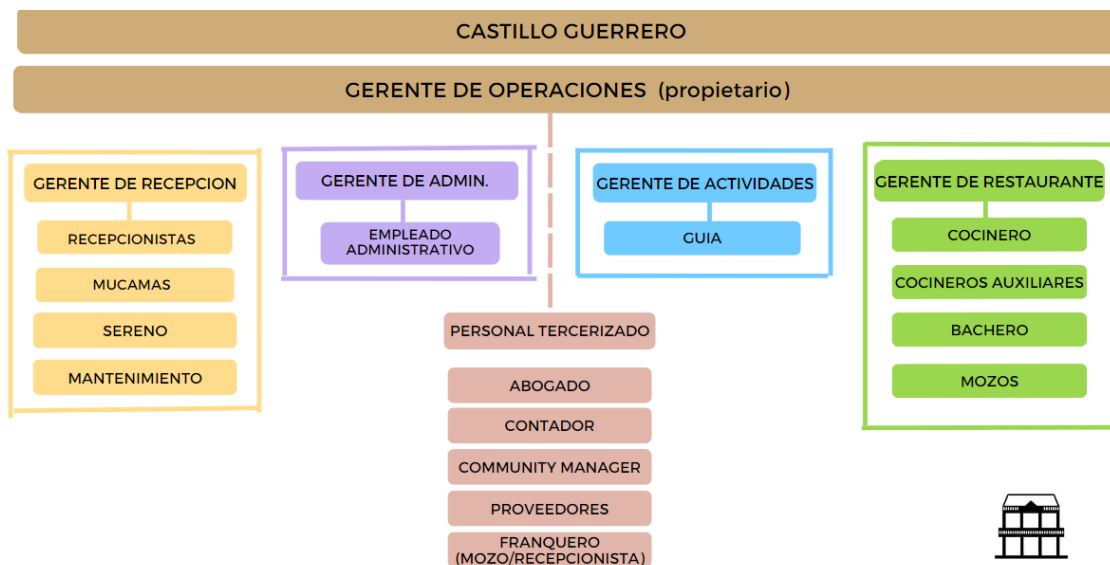 CASTILLO GUERRERO
GERENTE DE OPERACIONES (propietario)
GERENTE DE RECEPCION
RECEPCIONISTAS
MUCAMAS
SERENO
MANTENIMIENTO
GERENTE DE ADMIN.
EMPLEADO
ADMINISTRATIVO
GERENTE DE ACTIVIDADES
GUIA
GERENTE DE RESTAURANTE
COCINERO
COCINEROS AUXILIARES
BACHERO
MOZOS
PERSONAL TERCERIZADO
ABOGADO
CONTADOR
COMMUNITY MANAGER
PROVEEDORES
FRANQUERO
(MOZO/RECEPCIONISTA)